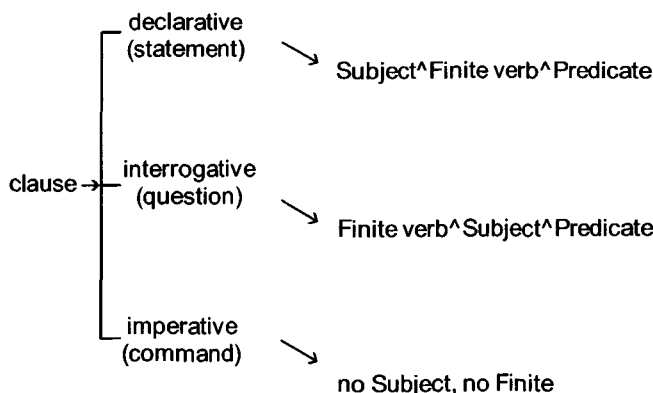 declarative
(statement)
Subject^Finite verb^Predicate
clause
interrogative
(question)
Finite verb^Subject^Predicate
imperative
(command)
no Subject, no Finite